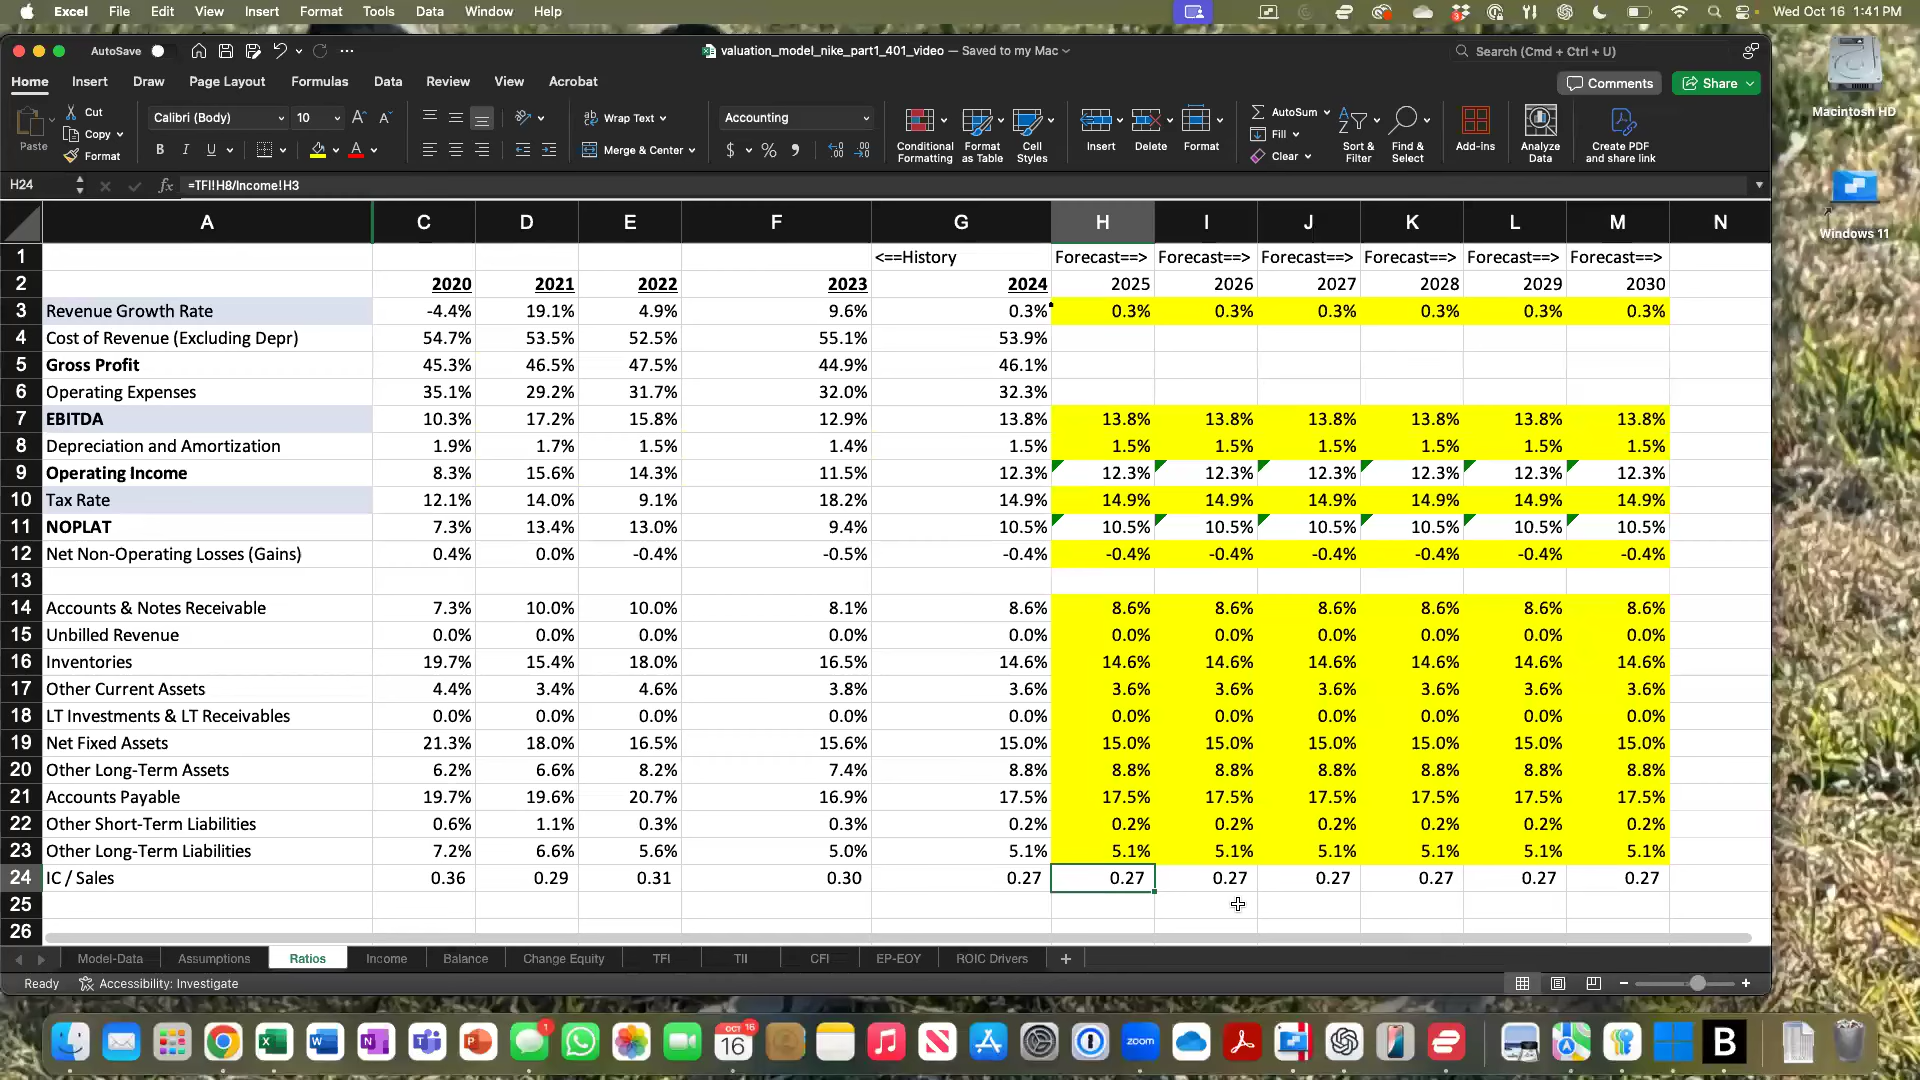 Excel File Edit View Insert Format Tools Data Window Help Wed Oct 16 1:41 PM
AutoSave valuation_model_nike_part1_401_video — Saved to my Mac Search (Cmd + Ctrl + U)
Home Insert Draw Page Layout Formulas Data Review View Acrobat Comments Share
Paste Cut Copy Format Calibri (Body) 10 Wrap Text Merge & Center Accounting Conditional Formatting Format as Table Cell Styles Insert Delete Format AutoSum Fill Clear Sort & Filter Find & Select Add-ins Analyze Data Create PDF and share link
Macintosh HD
Windows 11
H24 fx =TFI!H8/Income!H3
A C D E F G H I J K L M N
1 <==History Forecast==> Forecast==> Forecast==> Forecast==> Forecast==> Forecast==>
2 2020 2021 2022 2023 2024 2025 2026 2027 2028 2029 2030
3 Revenue Growth Rate -4.4% 19.1% 4.9% 9.6% 0.3% 0.3% 0.3% 0.3% 0.3% 0.3% 0.3%
4 Cost of Revenue (Excluding Depr) 54.7% 53.5% 52.5% 55.1% 53.9%
5 Gross Profit 45.3% 46.5% 47.5% 44.9% 46.1%
6 Operating Expenses 35.1% 29.2% 31.7% 32.0% 32.3%
7 EBITDA 10.3% 17.2% 15.8% 12.9% 13.8% 13.8% 13.8% 13.8% 13.8% 13.8% 13.8%
8 Depreciation and Amortization 1.9% 1.7% 1.5% 1.4% 1.5% 1.5% 1.5% 1.5% 1.5% 1.5% 1.5%
9 Operating Income 8.3% 15.6% 14.3% 11.5% 12.3% 12.3% 12.3% 12.3% 12.3% 12.3% 12.3%
10 Tax Rate 12.1% 14.0% 9.1% 18.2% 14.9% 14.9% 14.9% 14.9% 14.9% 14.9% 14.9%
11 NOPLAT 7.3% 13.4% 13.0% 9.4% 10.5% 10.5% 10.5% 10.5% 10.5% 10.5% 10.5%
12 Net Non-Operating Losses (Gains) 0.4% 0.0% -0.4% -0.5% -0.4% -0.4% -0.4% -0.4% -0.4% -0.4% -0.4%
13
14 Accounts & Notes Receivable 7.3% 10.0% 10.0% 8.1% 8.6% 8.6% 8.6% 8.6% 8.6% 8.6% 8.6%
15 Unbilled Revenue 0.0% 0.0% 0.0% 0.0% 0.0% 0.0% 0.0% 0.0% 0.0% 0.0% 0.0%
16 Inventories 19.7% 15.4% 18.0% 16.5% 14.6% 14.6% 14.6% 14.6% 14.6% 14.6% 14.6%
17 Other Current Assets 4.4% 3.4% 4.6% 3.8% 3.6% 3.6% 3.6% 3.6% 3.6% 3.6% 3.6%
18 LT Investments & LT Receivables 0.0% 0.0% 0.0% 0.0% 0.0% 0.0% 0.0% 0.0% 0.0% 0.0% 0.0%
19 Net Fixed Assets 21.3% 18.0% 16.5% 15.6% 15.0% 15.0% 15.0% 15.0% 15.0% 15.0% 15.0%
20 Other Long-Term Assets 6.2% 6.6% 8.2% 7.4% 8.8% 8.8% 8.8% 8.8% 8.8% 8.8% 8.8%
21 Accounts Payable 19.7% 19.6% 20.7% 16.9% 17.5% 17.5% 17.5% 17.5% 17.5% 17.5% 17.5%
22 Other Short-Term Liabilities 0.6% 1.1% 0.3% 0.3% 0.2% 0.2% 0.2% 0.2% 0.2% 0.2% 0.2%
23 Other Long-Term Liabilities 7.2% 6.6% 5.6% 5.0% 5.1% 5.1% 5.1% 5.1% 5.1% 5.1% 5.1%
24 IC / Sales 0.36 0.29 0.31 0.30 0.27 0.27 0.27 0.27 0.27 0.27 0.27
25
26
Model-Data Assumptions Ratios Income Balance Change Equity TFI TII CFI EP-EOY ROIC Drivers
Ready Accessibility: Investigate
OCT 16 1 16 zoom B